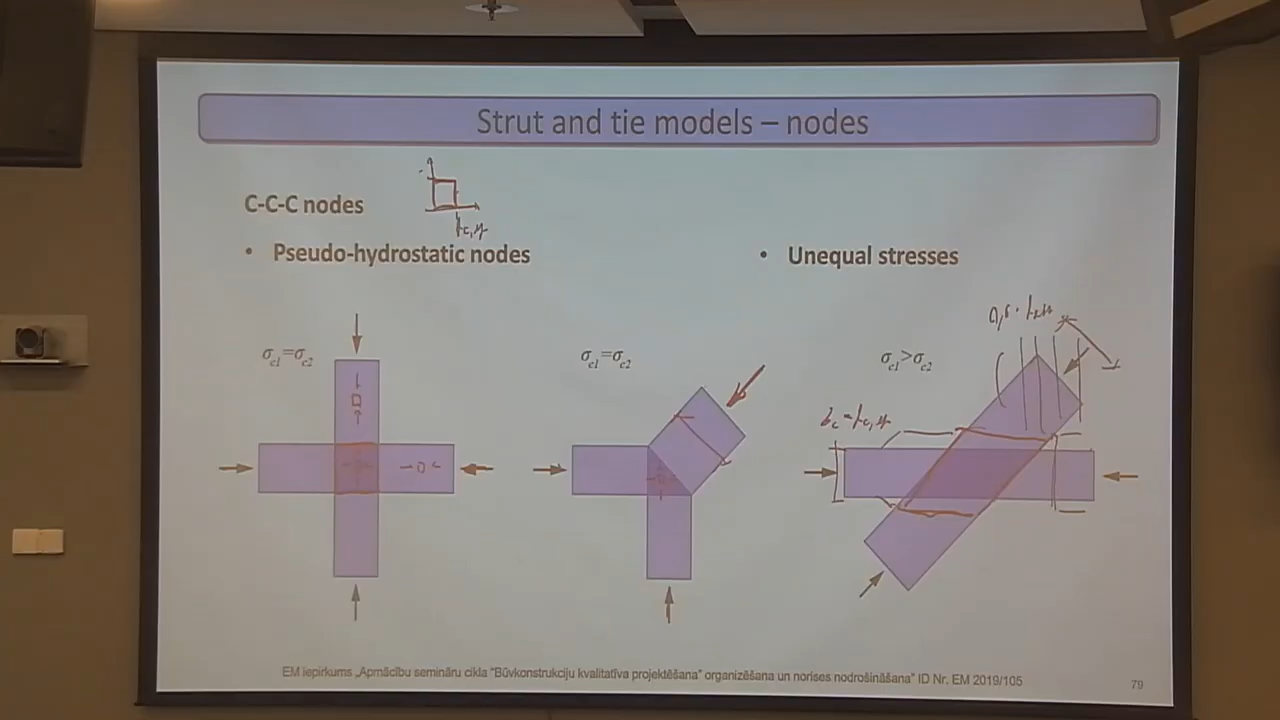 Strut and tie models – nodes
C-C-C nodes
• Pseudo-hydrostatic nodes
• Unequal stresses
σc1=σc2
σc1=σc2
σc1>σc2
EM iepirkums „Apmācību semināru cikla "Būvkonstrukciju kvalitatīva projektēšana" organizēšana un norises nodrošināšana" ID Nr. EM 2019/105
79